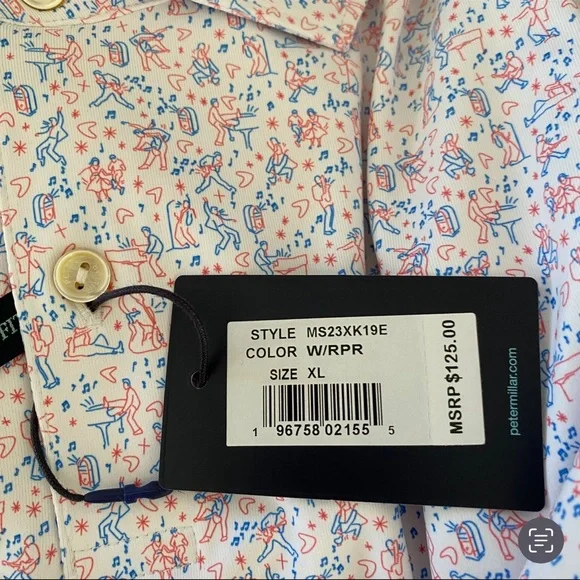 STYLE MS23XK19E
COLOR W/RPR
SIZE XL
1 96758 02155 5
MSRP $125.00
petermillar.com